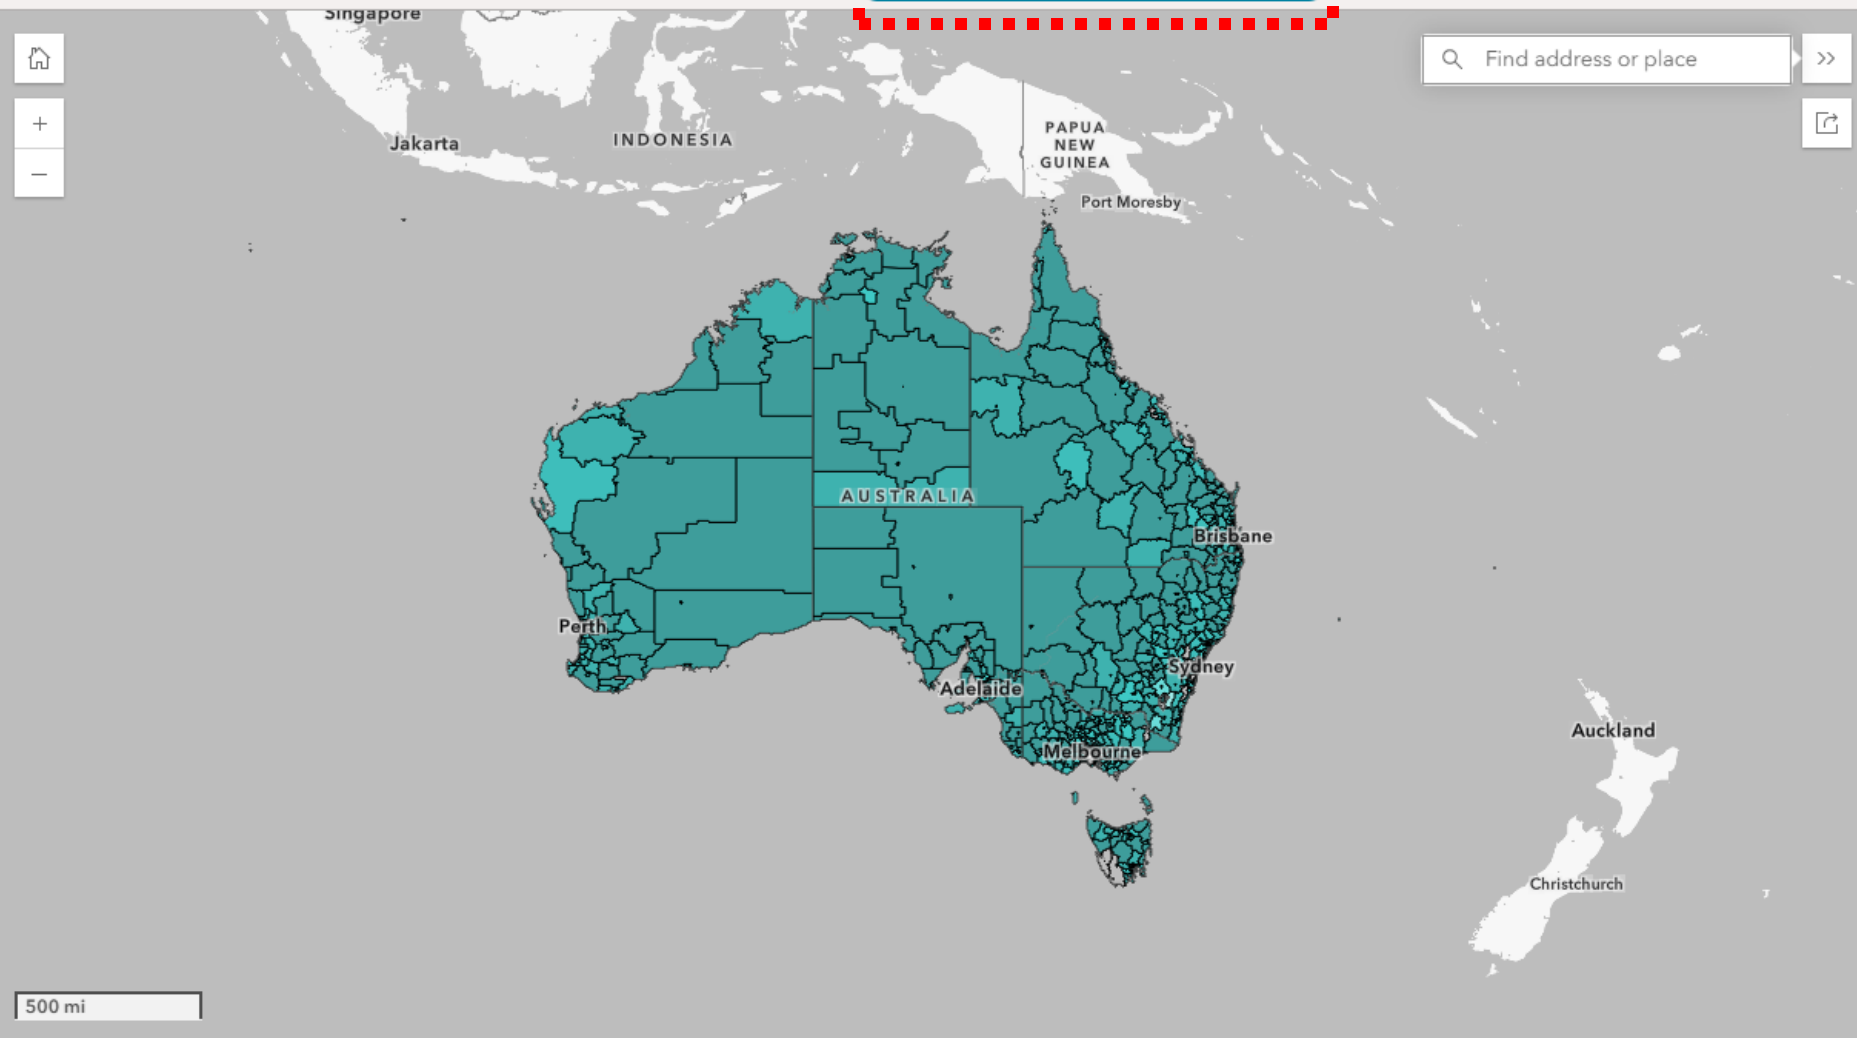 Singapore
Find address or place
Jakarta
INDONESIA
PAPUA
NEW
GUINEA
Port Moresby
AUSTRALIA
Brisbane
Perth
Sydney
Adelaide
Melbourne
Auckland
Christchurch
500 mi